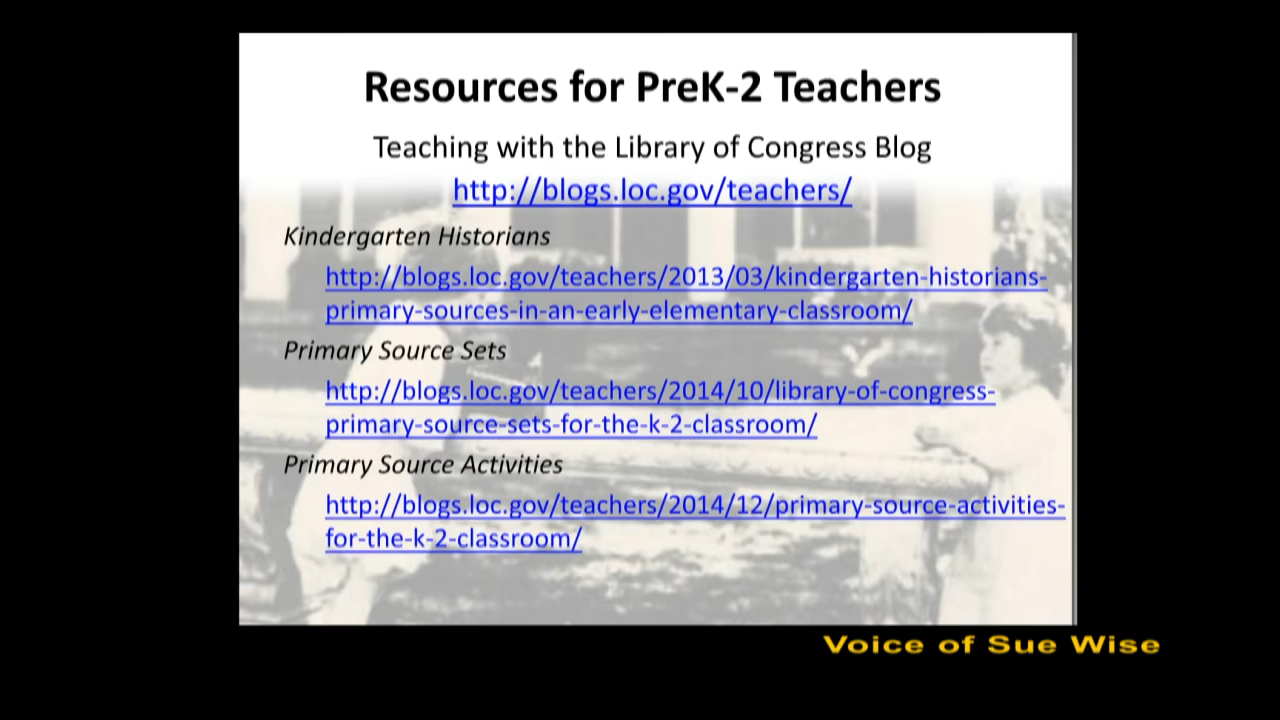 Resources for PreK-2 Teachers
Teaching with the Library of Congress Blog
http://blogs.loc.gov/teachers/
Kindergarten Historians
http://blogs.loc.gov/teachers/2013/03/kindergarten-historians-
primary-sources-in-an-early-elementary-classroom/
Primary Source Sets
http://blogs.loc.gov/teachers/2014/10/library-of-congress-
primary-source-sets-for-the-k-2-classroom/
Primary Source Activities
http://blogs.loc.gov/teachers/2014/12/primary-source-activities-
for-the-k-2-classroom/
Voice of Sue Wise